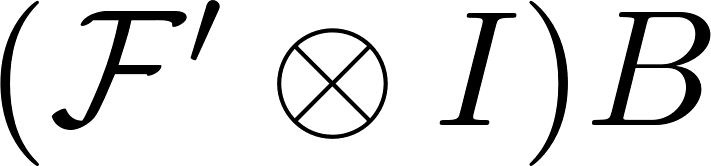 (ℱ′ ⊗ I)B